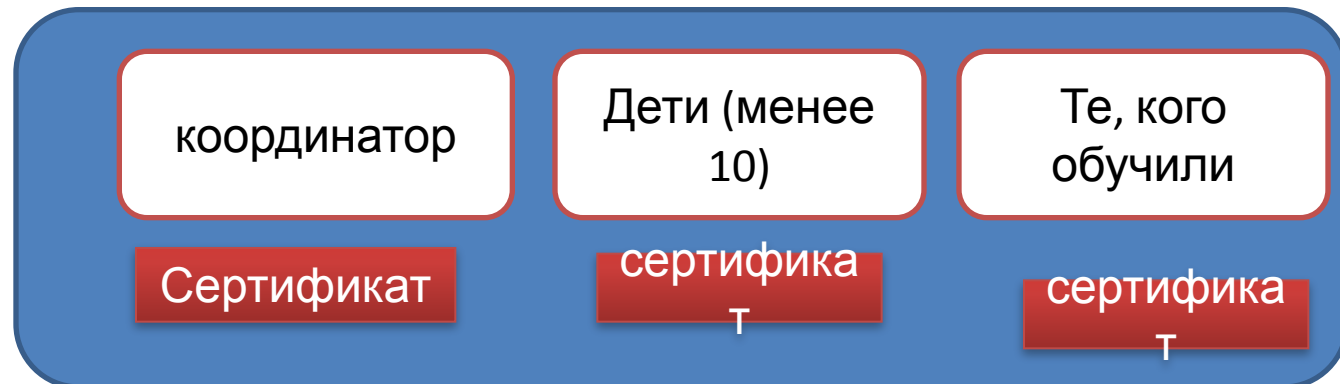 координатор
Дети (менее
10)
Те, кого
обучили
Сертификат
сертифика
т
сертифика
т